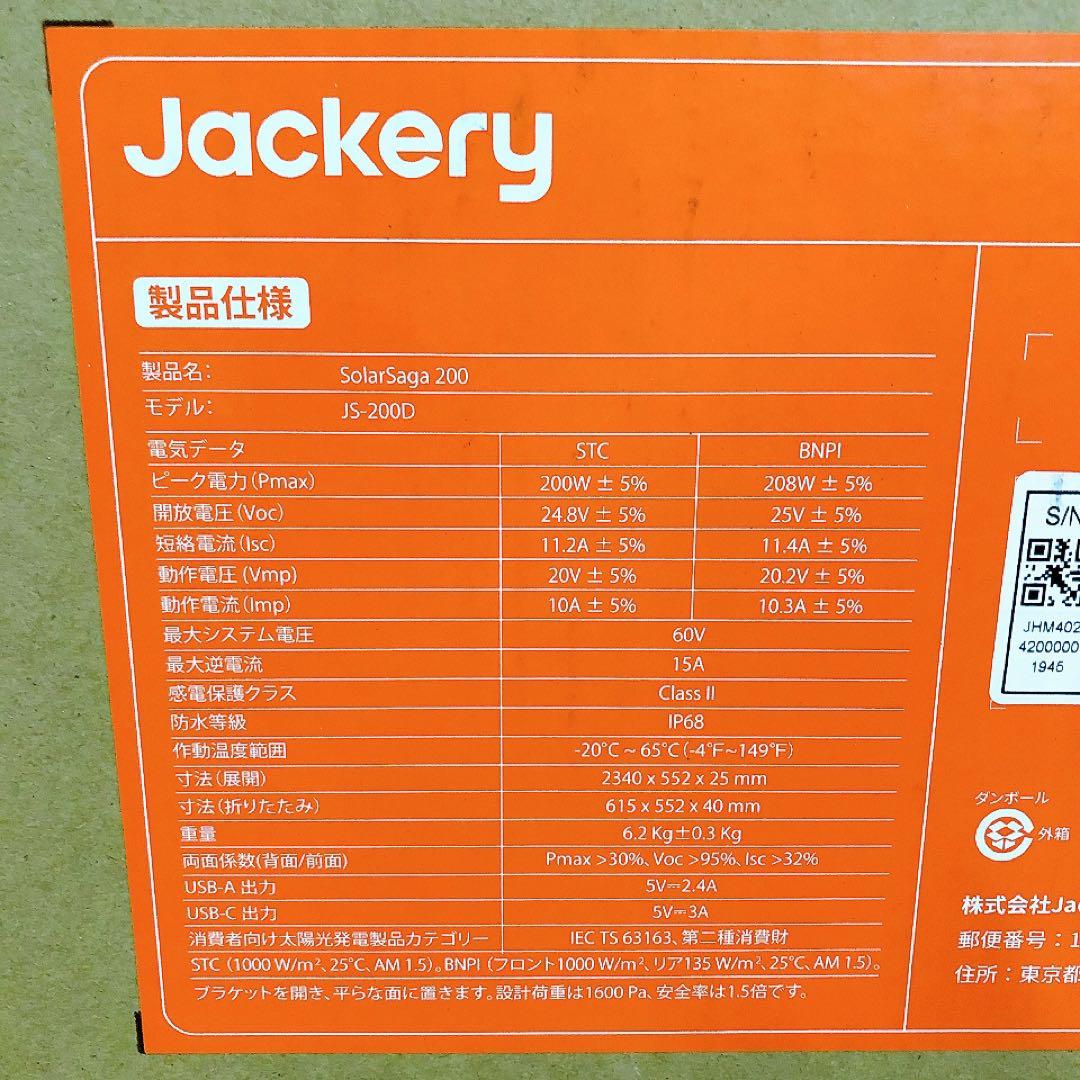 Jackery
製品仕様
製品名: SolarSaga 200
モデル: JS-200D
電気データ STC BNPI
ピーク電力(Pmax) 200W ± 5% 208W ± 5%
開放電圧(Voc) 24.8V ± 5% 25V ± 5%
短絡電流(Isc) 11.2A ± 5% 11.4A ± 5%
動作電圧(Vmp) 20V ± 5% 20.2V ± 5%
動作電流(Imp) 10A ± 5% 10.3A ± 5%
最大システム電圧 60V
最大逆電流 15A
感電保護クラス Class II
防水等級 IP68
作動温度範囲 -20°C ~ 65°C(-4°F~149°F)
寸法(展開) 2340 x 552 x 25 mm
寸法(折りたたみ) 615 x 552 x 40 mm
重量 6.2 Kg±0.3 Kg
両面係数(背面/前面) Pmax >30%、Voc >95%、Isc >32%
USB-A 出力 5V⎓2.4A
USB-C 出力 5V⎓3A
消費者向け太陽光発電製品カテゴリー IEC TS 63163、第二種消費財
STC (1000 W/m²、25°C、AM 1.5)。BNPI (フロント1000 W/m²、リア135 W/m²、25°C、AM 1.5)。
ブラケットを開き、平らな面に置きます。設計荷重は1600 Pa、安全率は1.5倍です。
S/N
JHM402
4200000
1946
ダンボール
外箱
株式会社Jac
郵便番号:1
住所:東京都